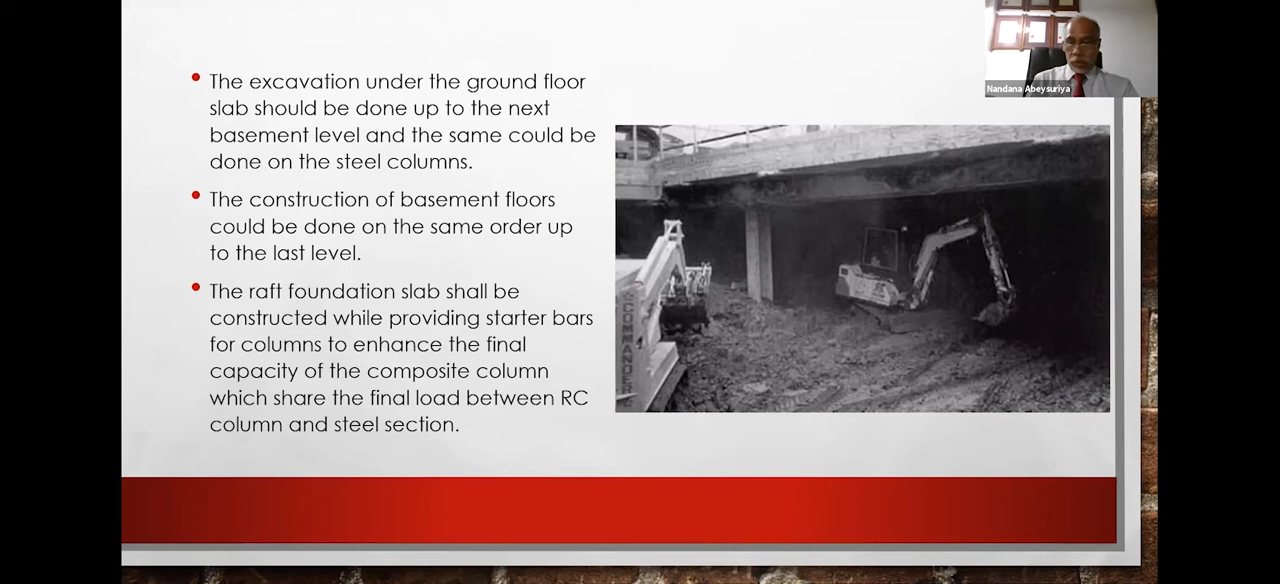 • The excavation under the ground floor
slab should be done up to the next
basement level and the same could be
done on the steel columns.
• The construction of basement floors
could be done on the same order up
to the last level.
• The raft foundation slab shall be
constructed while providing starter bars
for columns to enhance the final
capacity of the composite column
which share the final load between RC
column and steel section.
Nandana Abeysuriya
COMMANDER